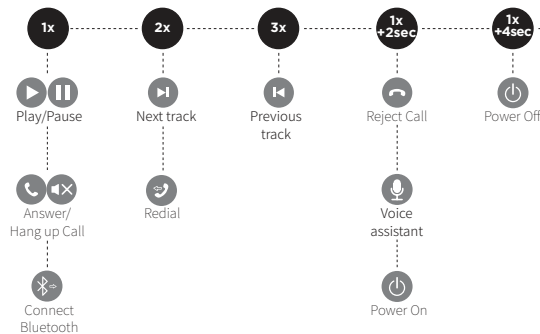 1x
2x
3x
1x
+2sec
1x
+4sec
Play/Pause
Next track
Previous
track
Reject Call
Power Off
Answer/
Hang up Call
Redial
Voice
assistant
Connect
Bluetooth
Power On